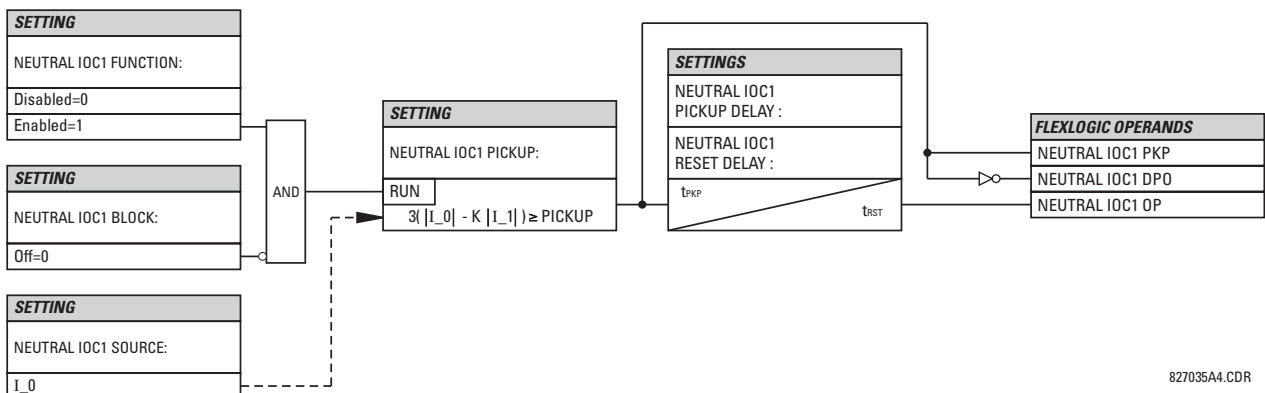 SETTING
NEUTRAL IOC1 FUNCTION:
Disabled=0
Enabled=1
SETTING
NEUTRAL IOC1 BLOCK:
Off=0
SETTING
NEUTRAL IOC1 SOURCE:
I_0
AND
SETTING
NEUTRAL IOC1 PICKUP:
RUN
3( |I_0| - K |I_1| ) ≥ PICKUP
SETTINGS
NEUTRAL IOC1
PICKUP DELAY :
NEUTRAL IOC1
RESET DELAY :
tPKP
tRST
FLEXLOGIC OPERANDS
NEUTRAL IOC1 PKP
NEUTRAL IOC1 DPO
NEUTRAL IOC1 OP
827035A4.CDR